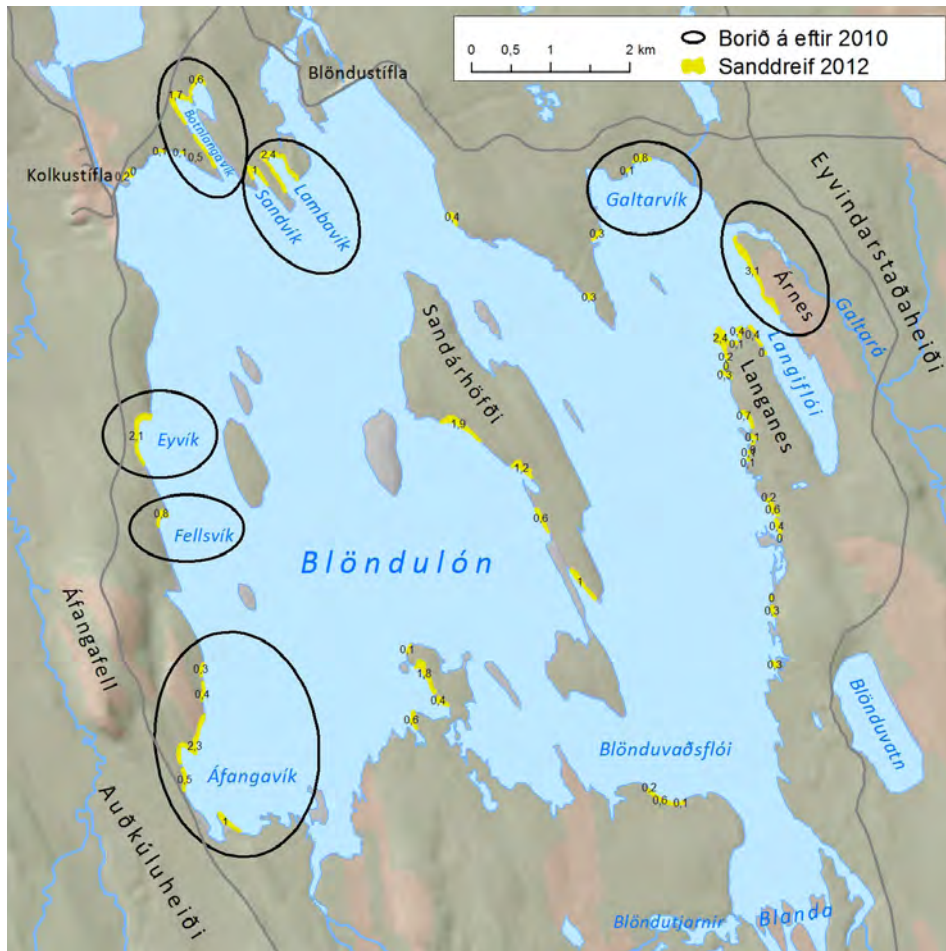 0 0,5 1 2 km
Borið á eftir 2010
Sanddreif 2012
Blöndustífla
Kolkustífla
0,6
1,7
Botnlangavík
0,1
0,1
0,5
0
0,2
2,4
1
Sandvík
Lambavík
0,4
0,8
0,1
Galtarvík
0,3
0,3
Eyvindarstaðaheiði
3,1
Árnes
Galtará
Langiflói
Langanes
2,4
0,4
0,4
0,1
0
0,2
0
0,3
0,7
0,1
0,1
Sandárhöfði
1,9
1,2
0,6
1
2,1
Eyvík
0,8
Fellsvík
Blöndulón
0,2
0,6
0,4
0
0
0,3
0,3
Áfangafell
0,3
0,4
2,3
0,5
Áfangavík
1
Auðkúluheiði
0,1
1,8
0,4
0,6
Blönduvaðsflói
0,2
0,6
0,1
Blönduvatn
Blöndutjarnir
Blanda